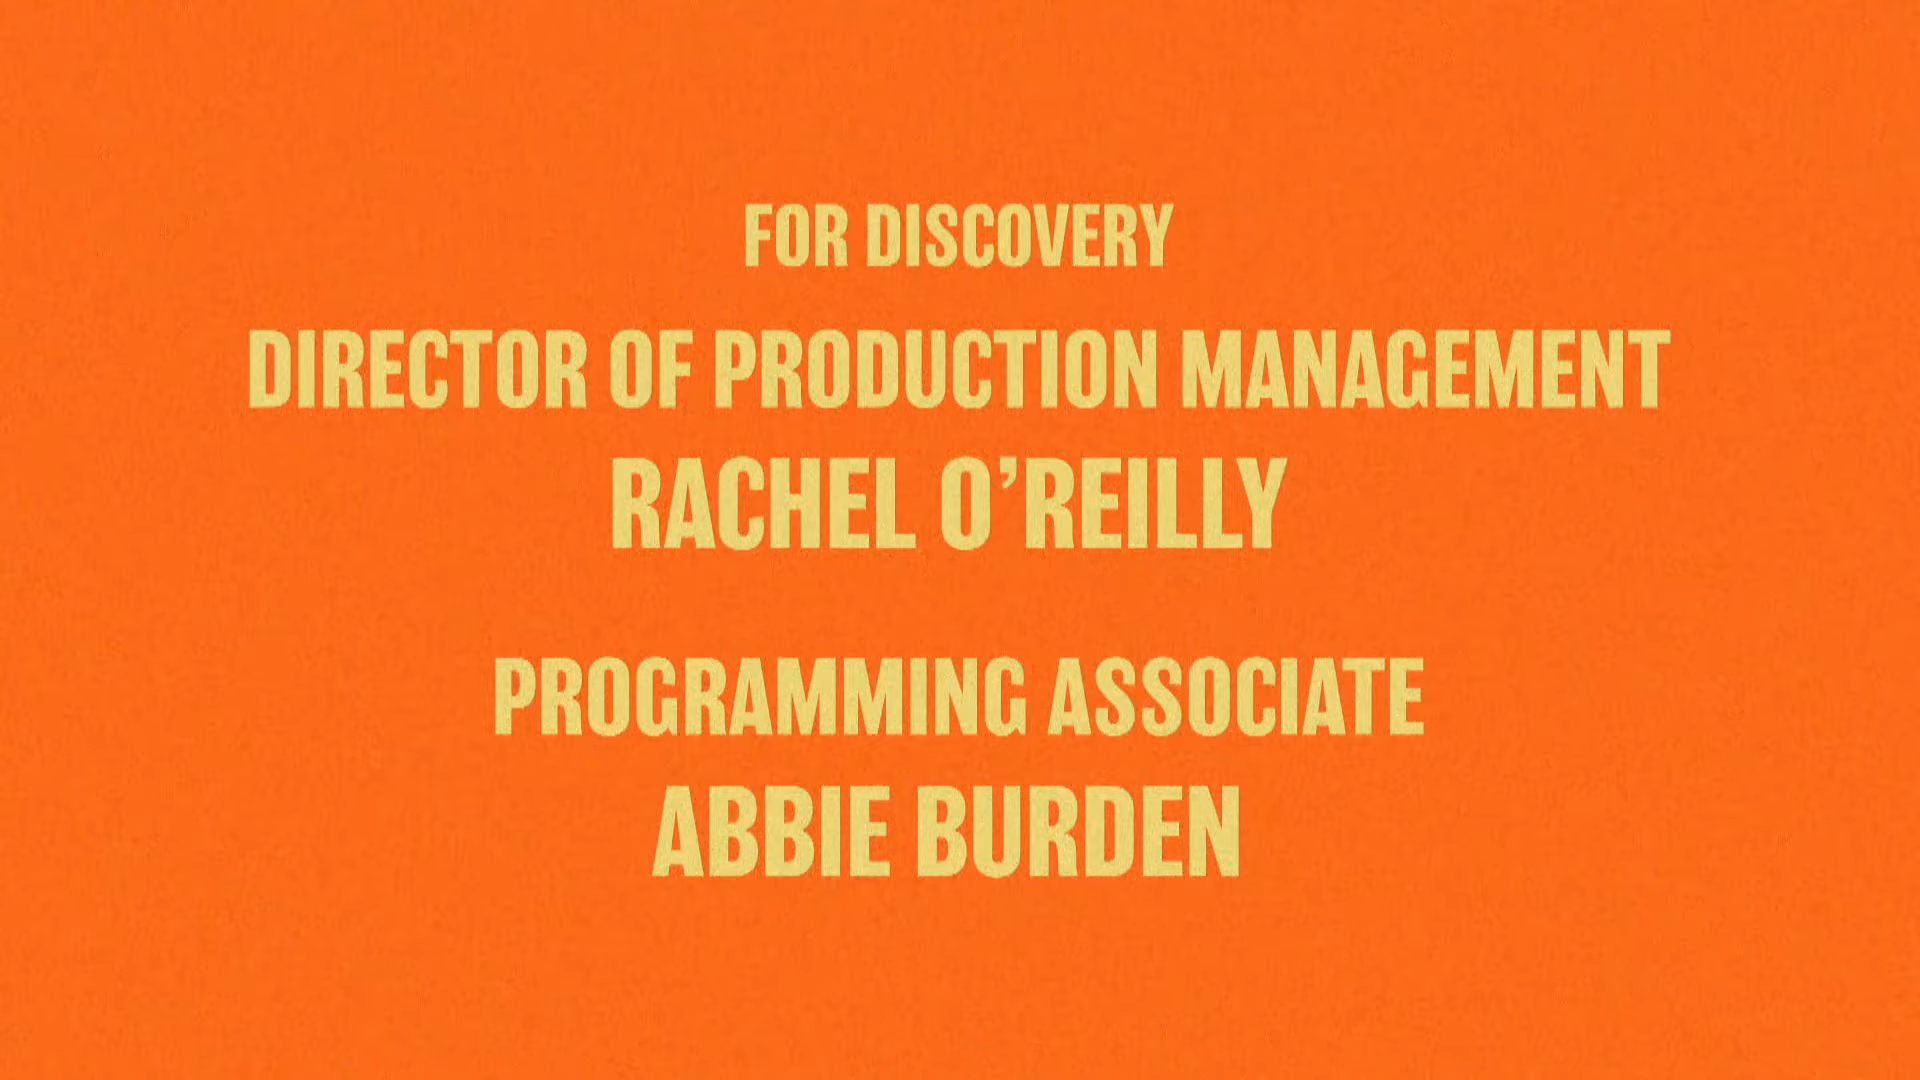 FOR DISCOVERY
DIRECTOR OF PRODUCTION MANAGEMENT
RACHEL O’REILLY
PROGRAMMING ASSOCIATE
ABBIE BURDEN